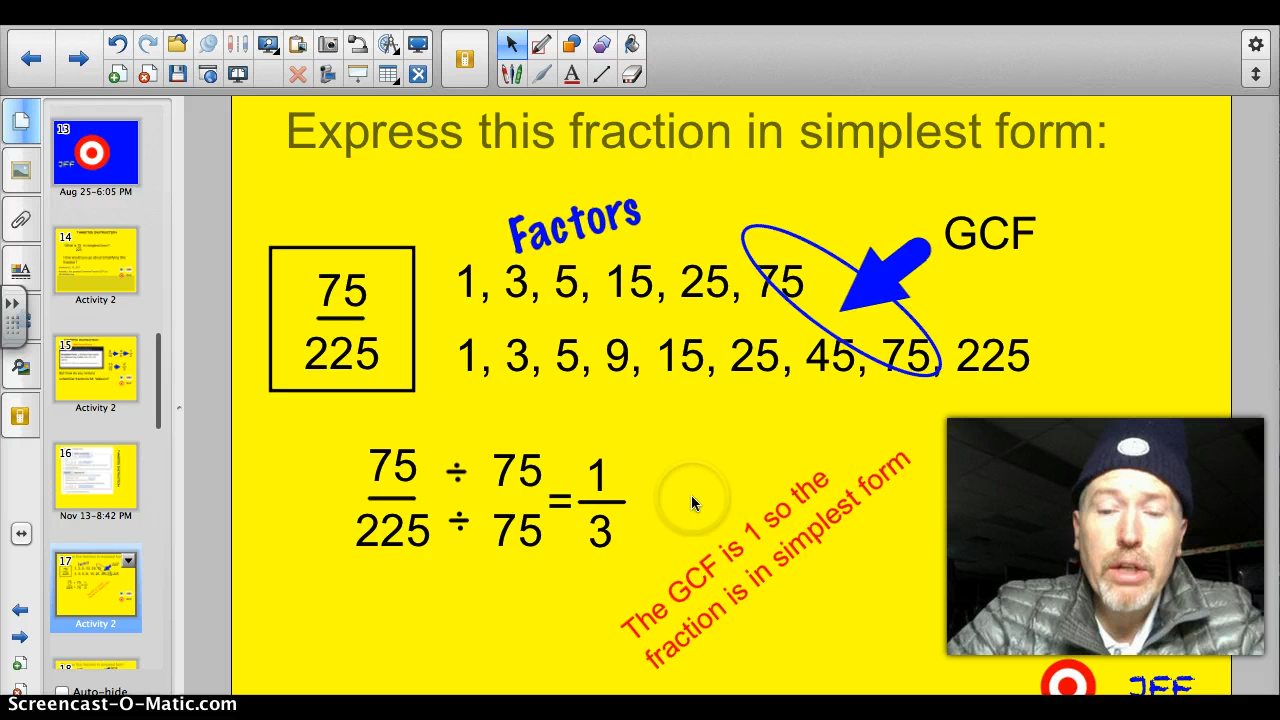 Express this fraction in simplest form:
Factors
GCF
75
225
1, 3, 5, 15, 25, 75
1, 3, 5, 9, 15, 25, 45, 75, 225
75 ÷ 75 = 1
225 ÷ 75 3
The GCF is 1 so the
fraction is in simplest form
JFF
13
JFF
Aug 25-6:05 PM
14
Activity 2
15
Activity 2
16
Nov 13-8:42 PM
17
Activity 2
18
Auto-hide
Screencast-O-Matic.com